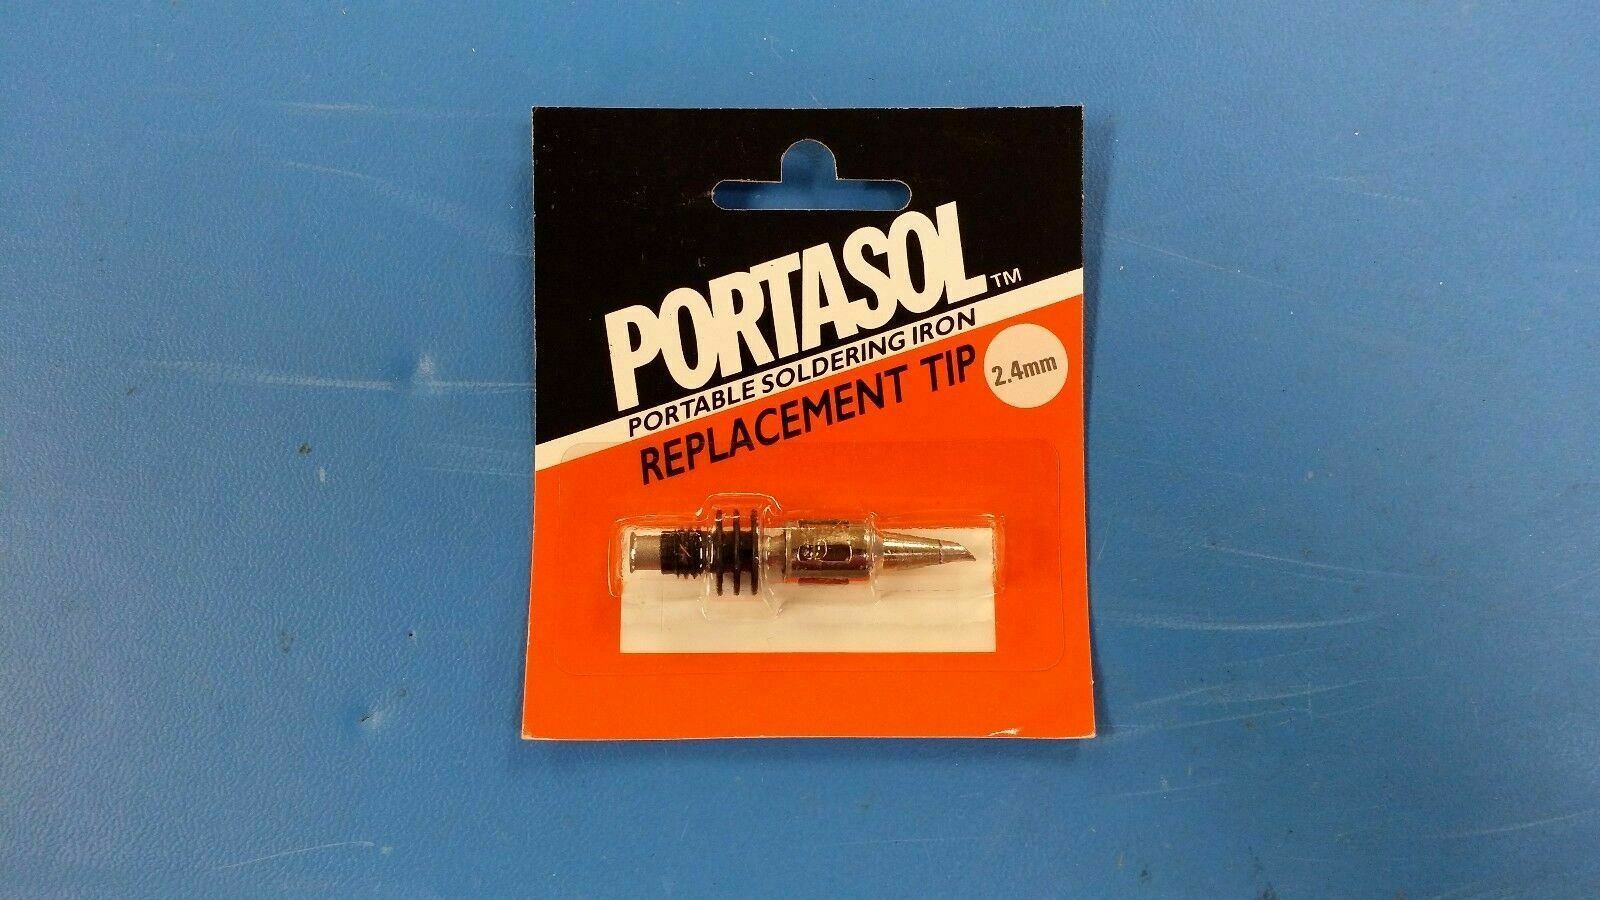 PORTASOL™
PORTABLE SOLDERING IRON
REPLACEMENT TIP
2.4mm